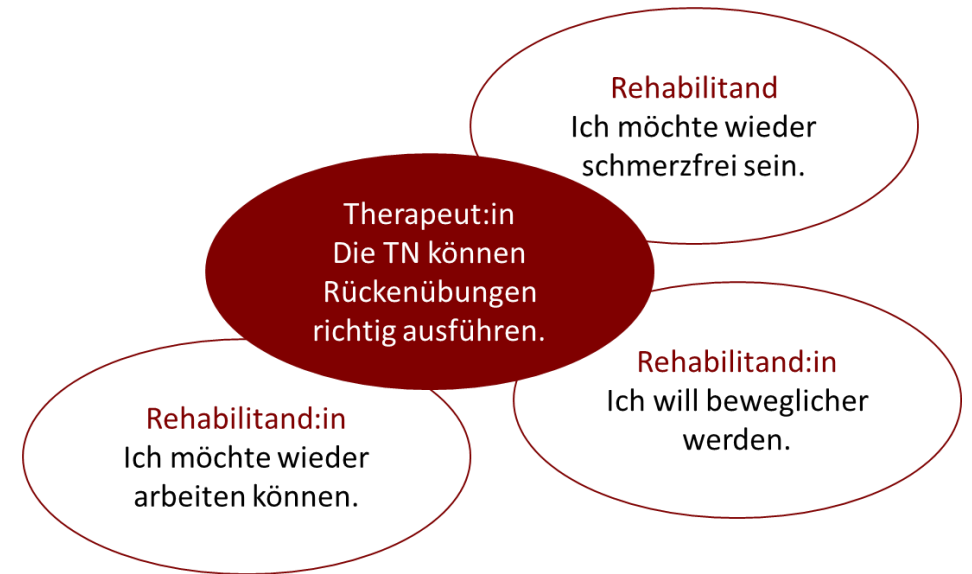 Rehabilitand
Ich möchte wieder
schmerzfrei sein.
Therapeut:in
Die TN können
Rückenübungen
richtig ausführen.
Rehabilitand:in
Ich will beweglicher
werden.
Rehabilitand:in
Ich möchte wieder
arbeiten können.